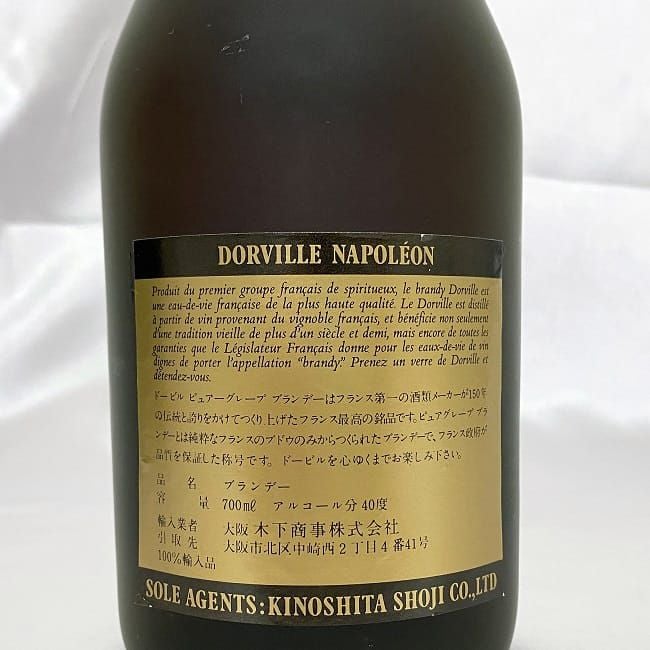 DORVILLE NAPOLÉON
Produit du premier groupe français de spiritueux, le brandy Dorville est
une eau-de-vie française de la plus haute qualité. Le Dorville est distillé
à partir de vin provenant du vignoble français, et bénéficie non seulement
d'une tradition vieille de plus d'un siècle et demi, mais encore de toutes les
garanties que le Législateur Français donne pour les eaux-de-vie de vin
dignes de porter l'appellation “brandy.” Prenez un verre de Dorville et
détendez-vous.
ドービル ピュアーグレープ ブランデーはフランス第一の酒類メーカーが150年
の伝統と誇りをかけてつくり上げたフランス最高の銘品です。ピュアグレープ ブラ
ンデーとは純粋なフランスのブドウのみからつくられたブランデーで、フランス政府が
品質を保証した称号です。ドービルを心ゆくまでお楽しみ下さい。
品名 ブランデー
容量 700mℓ アルコール分40度
輸入業者 大阪 木下商事株式会社
引取先 大阪市北区中崎西2丁目4番41号
100%輸入品
SOLE AGENTS:KINOSHITA SHOJI CO.,LTD